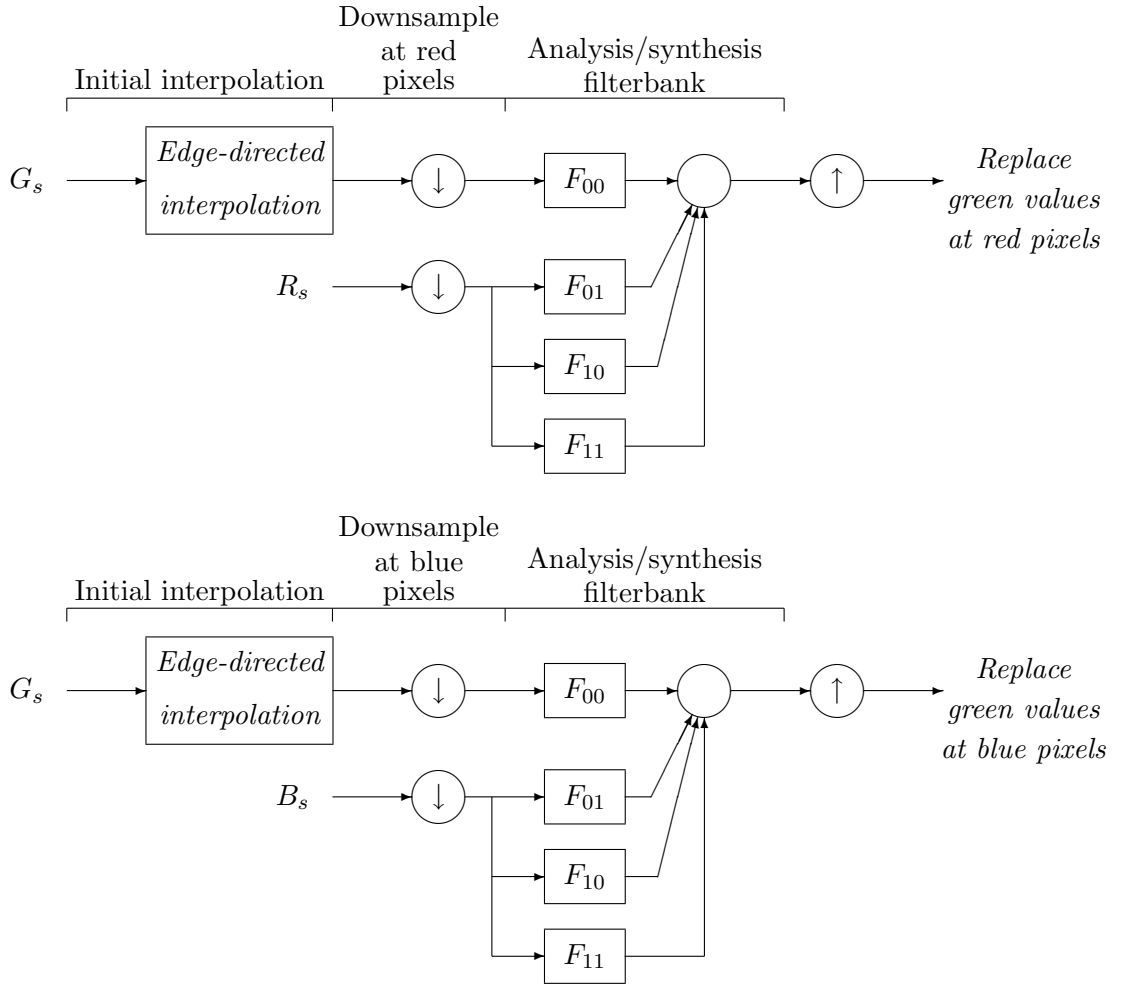 Downsample
at red
pixels
Analysis/synthesis
filterbank
Initial interpolation
Edge-directed
interpolation
G_s
↓
F_00
↑
Replace
green values
at red pixels
R_s
↓
F_01
F_10
F_11
Downsample
at blue
pixels
Analysis/synthesis
filterbank
Initial interpolation
Edge-directed
interpolation
G_s
↓
F_00
↑
Replace
green values
at blue pixels
B_s
↓
F_01
F_10
F_11